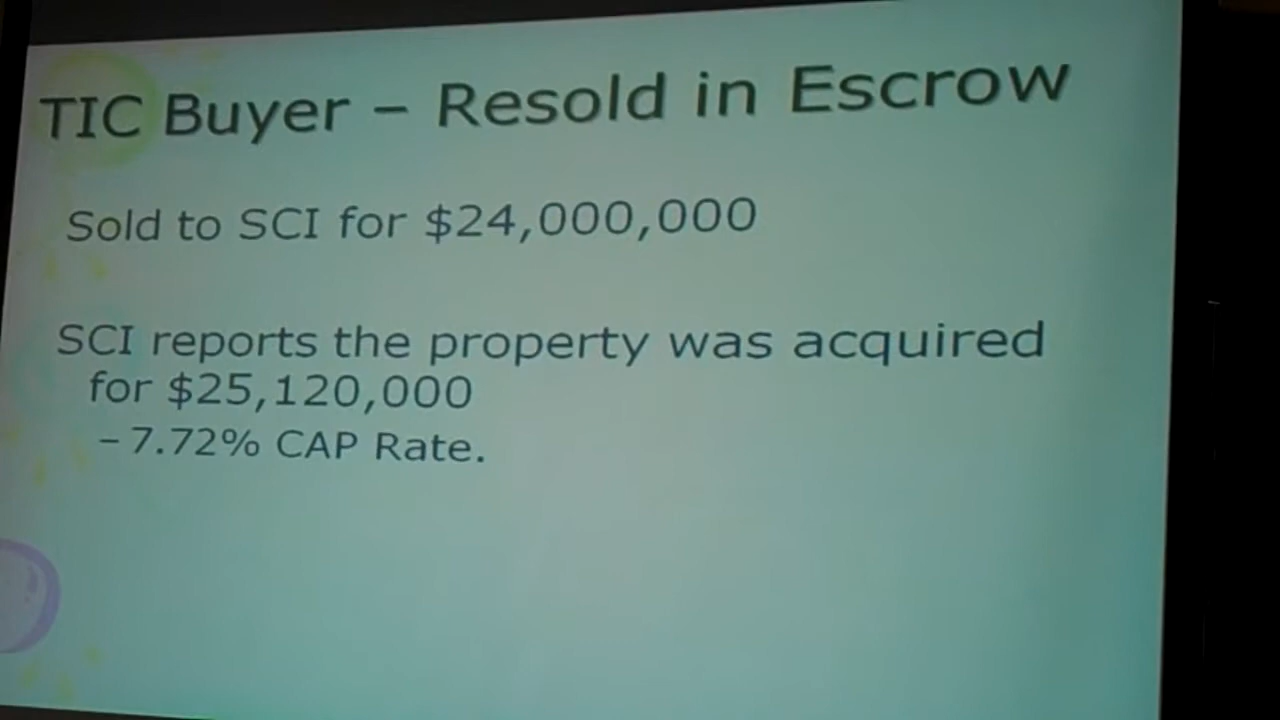 TIC Buyer – Resold in Escrow
Sold to SCI for $24,000,000
SCI reports the property was acquired
for $25,120,000
– 7.72% CAP Rate.